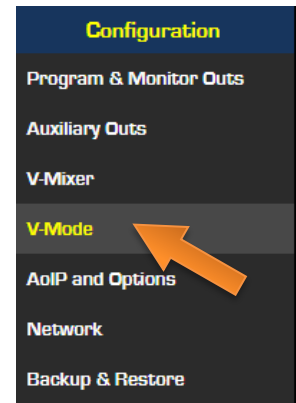 Configuration
Program & Monitor Outs
Auxiliary Outs
V-Mixer
V-Mode
AoIP and Options
Network
Backup & Restore